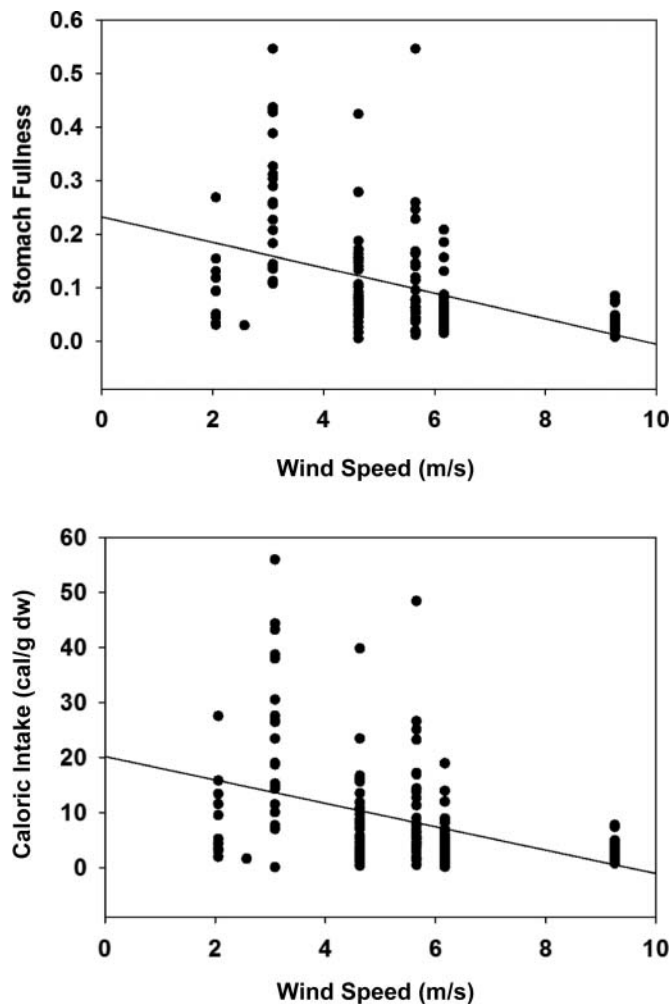 0.6
0.5
0.4
0.3
0.2
0.1
0.0
Stomach Fullness
0 2 4 6 8 10
Wind Speed (m/s)
60
50
40
30
20
10
0
Caloric Intake (cal/g dw)
0 2 4 6 8 10
Wind Speed (m/s)